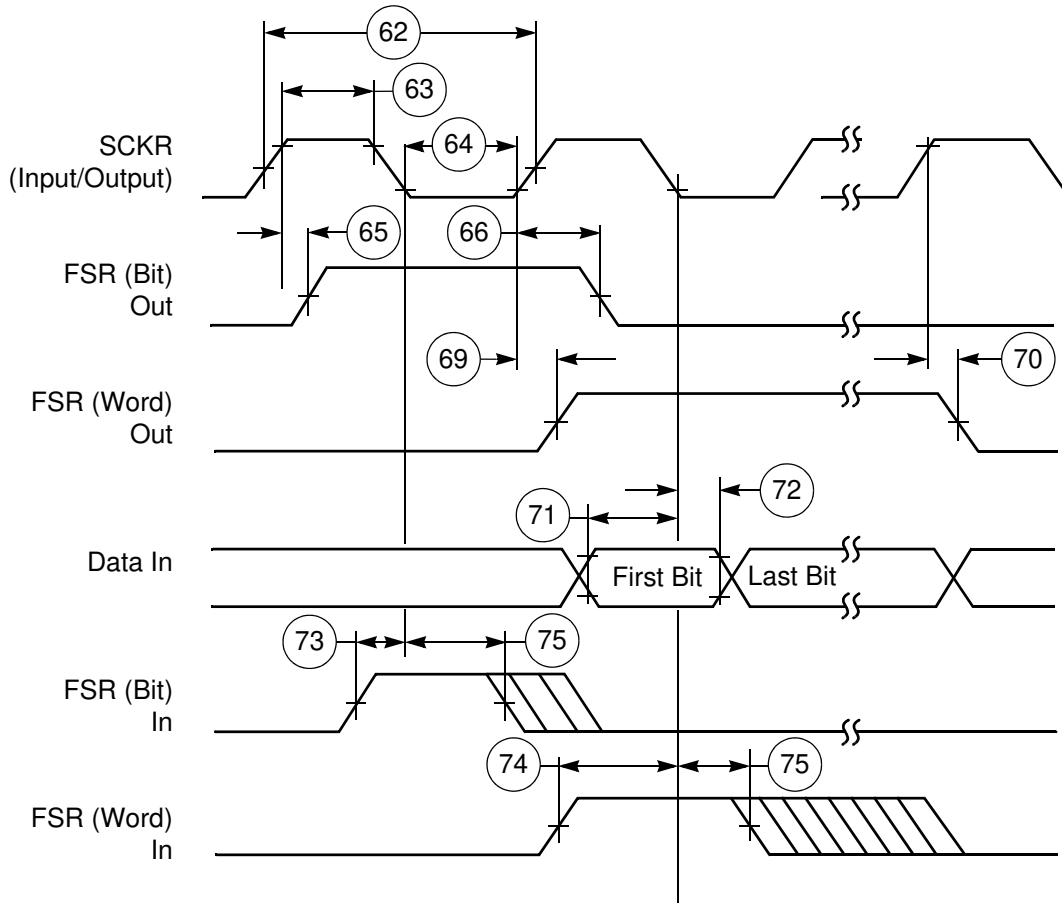 62
63
SCKR
(Input/Output)
64
65
66
FSR (Bit)
Out
69
70
FSR (Word)
Out
71
72
Data In
First Bit
Last Bit
73
75
FSR (Bit)
In
74
75
FSR (Word)
In